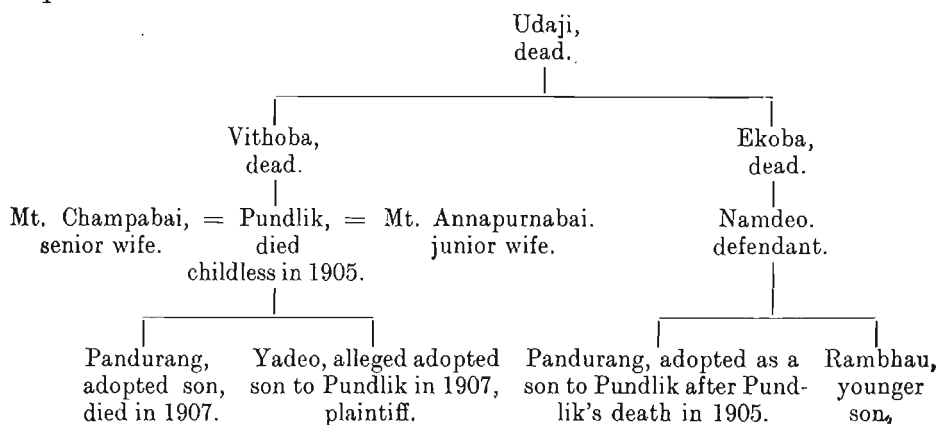 Udaji,
dead.
Vithoba,
dead.
Ekoba,
dead.
Mt. Champabai, = Pundlik, = Mt. Annapurnabai.
senior wife.
died
childless in 1905.
junior wife.
Namdeo.
defendant.
Pandurang,
adopted son,
died in 1907.
Yadeo, alleged adopted
son to Pundlik in 1907,
plaintiff.
Pandurang, adopted as a
son to Pundlik after Pund-
lik's death in 1905.
Rambhau,
younger
son,